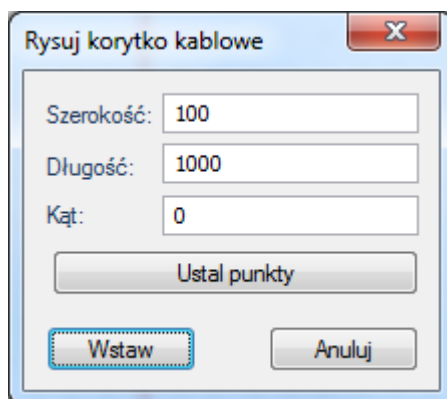 Rysuj korytko kablowe
Szerokość: 100
Długość: 1000
Kąt: 0
Ustal punkty
Wstaw Anuluj